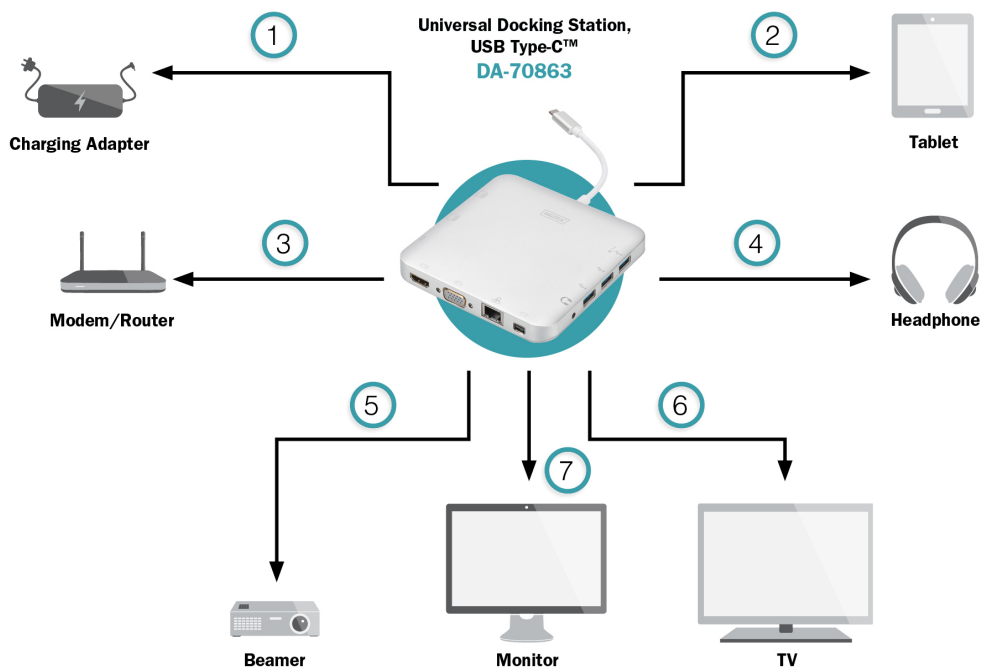 Universal Docking Station,
USB Type-C™
DA-70863
1
2
Charging Adapter
Tablet
3
4
Modem/Router
Headphone
5
6
7
Beamer
Monitor
TV